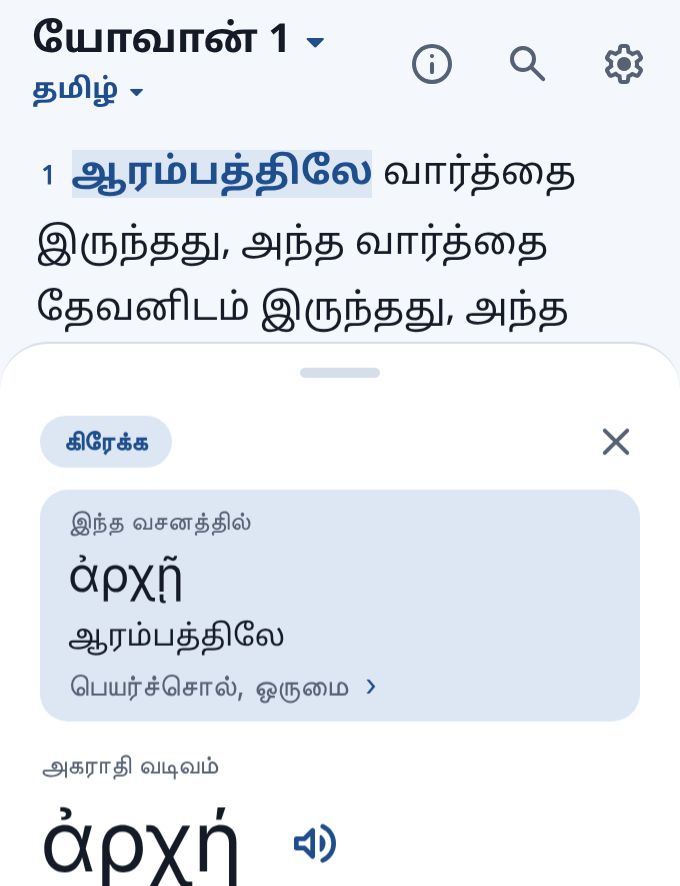 யோவான் 1
தமிழ்
1 ஆரம்பத்திலே வார்த்தை
இருந்தது, அந்த வார்த்தை
தேவனிடம் இருந்தது, அந்த
கிரேக்க
இந்த வசனத்தில்
ἀρχῇ
ஆரம்பத்திலே
பெயர்ச்சொல், ஒருமை
அகராதி வடிவம்
ἀρχή